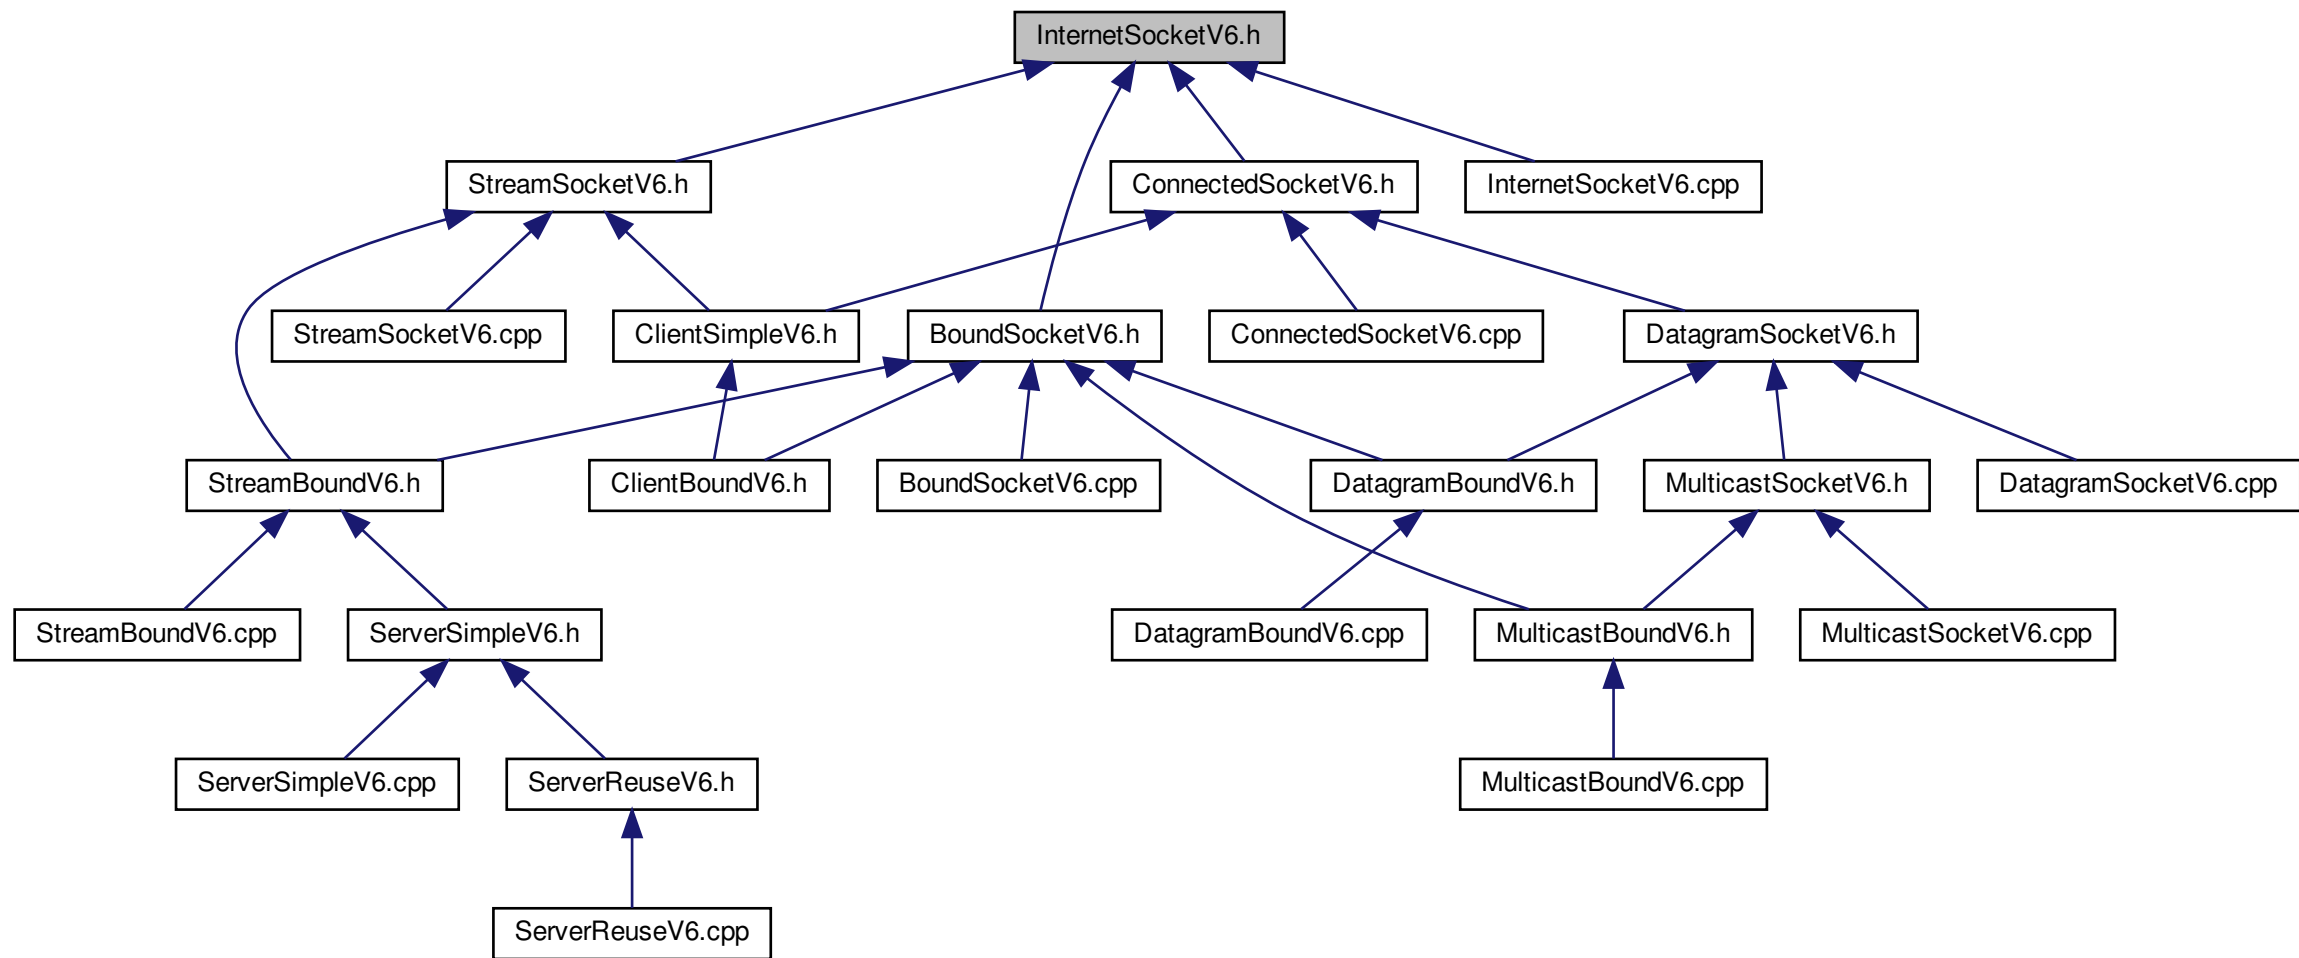 InternetSocketV6.h
StreamSocketV6.h
ConnectedSocketV6.h
InternetSocketV6.cpp
StreamSocketV6.cpp
ClientSimpleV6.h
BoundSocketV6.h
ConnectedSocketV6.cpp
DatagramSocketV6.h
StreamBoundV6.h
ClientBoundV6.h
BoundSocketV6.cpp
DatagramBoundV6.h
MulticastSocketV6.h
DatagramSocketV6.cpp
StreamBoundV6.cpp
ServerSimpleV6.h
DatagramBoundV6.cpp
MulticastBoundV6.h
MulticastSocketV6.cpp
ServerSimpleV6.cpp
ServerReuseV6.h
MulticastBoundV6.cpp
ServerReuseV6.cpp